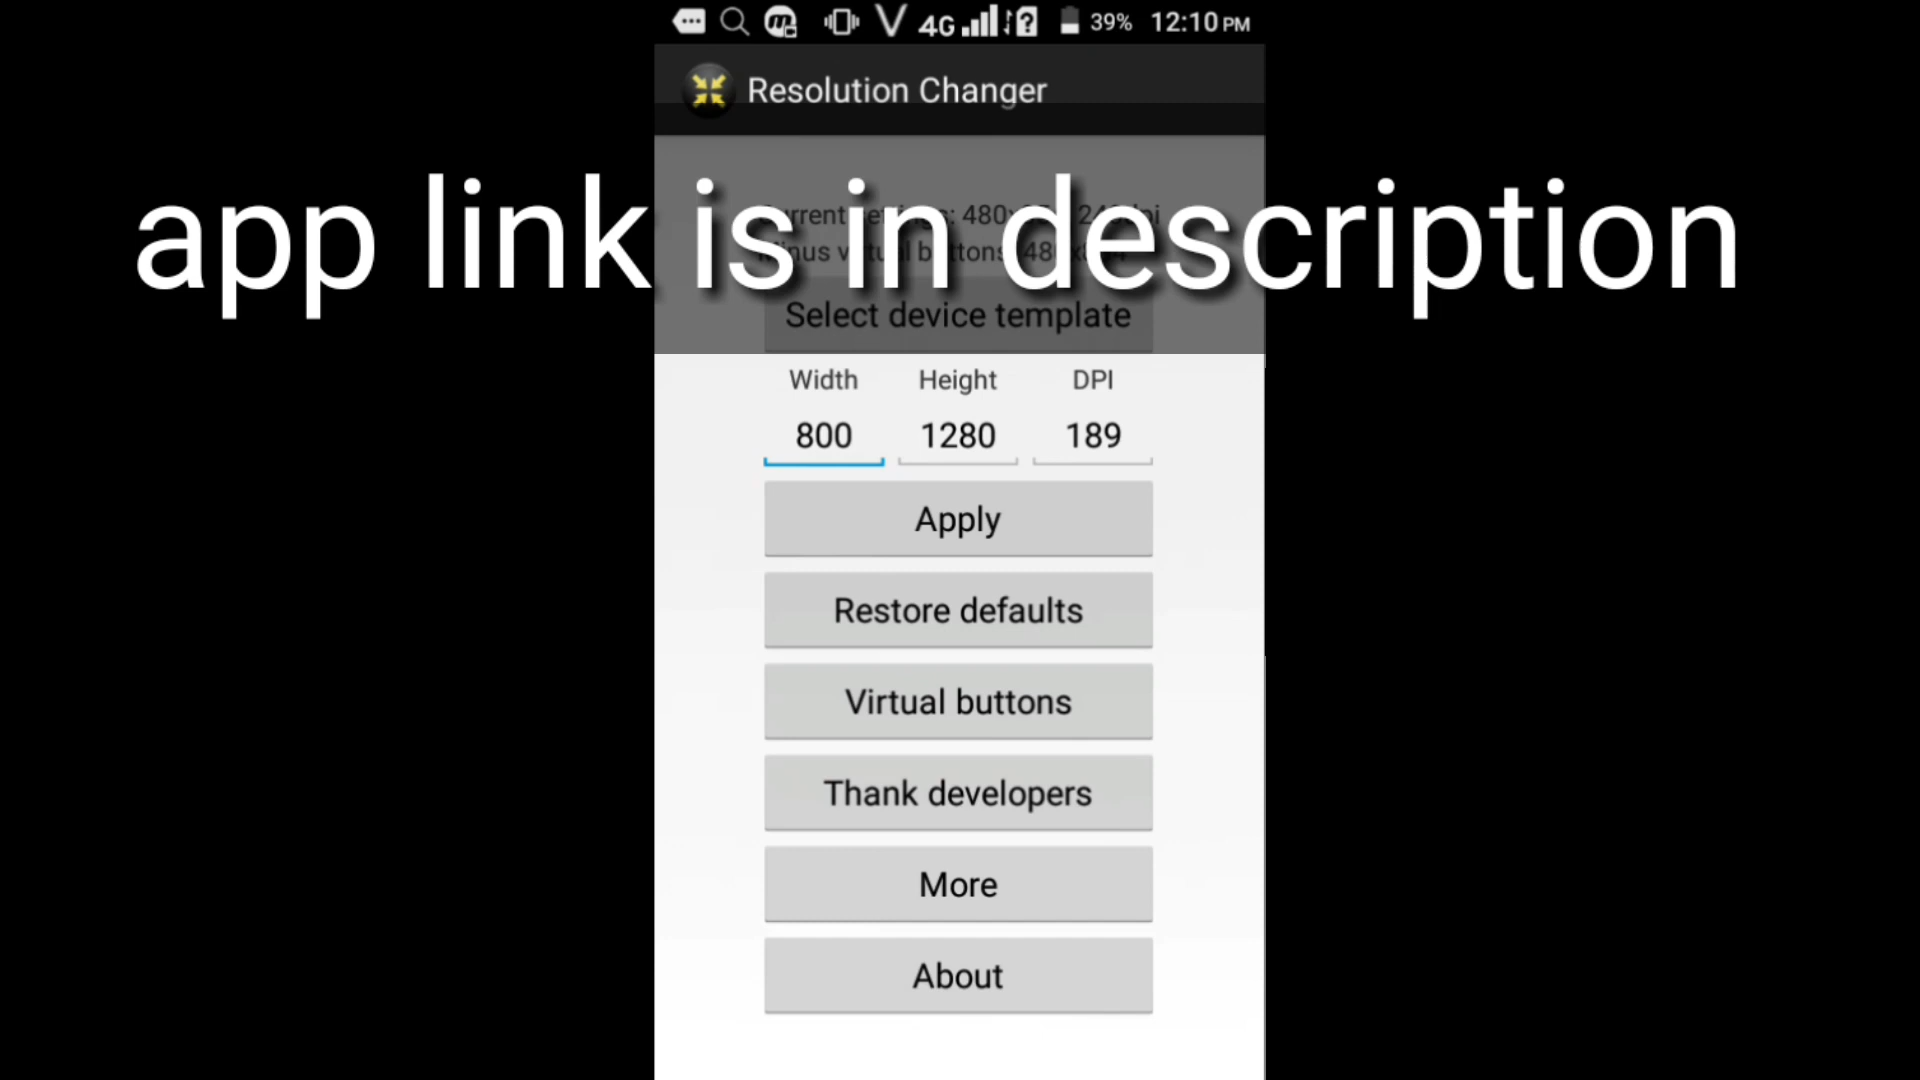 4G 39% 12:10 PM
Resolution Changer
app link is in description
Select device template
Width Height DPI
800 1280 189
Apply
Restore defaults
Virtual buttons
Thank developers
More
About